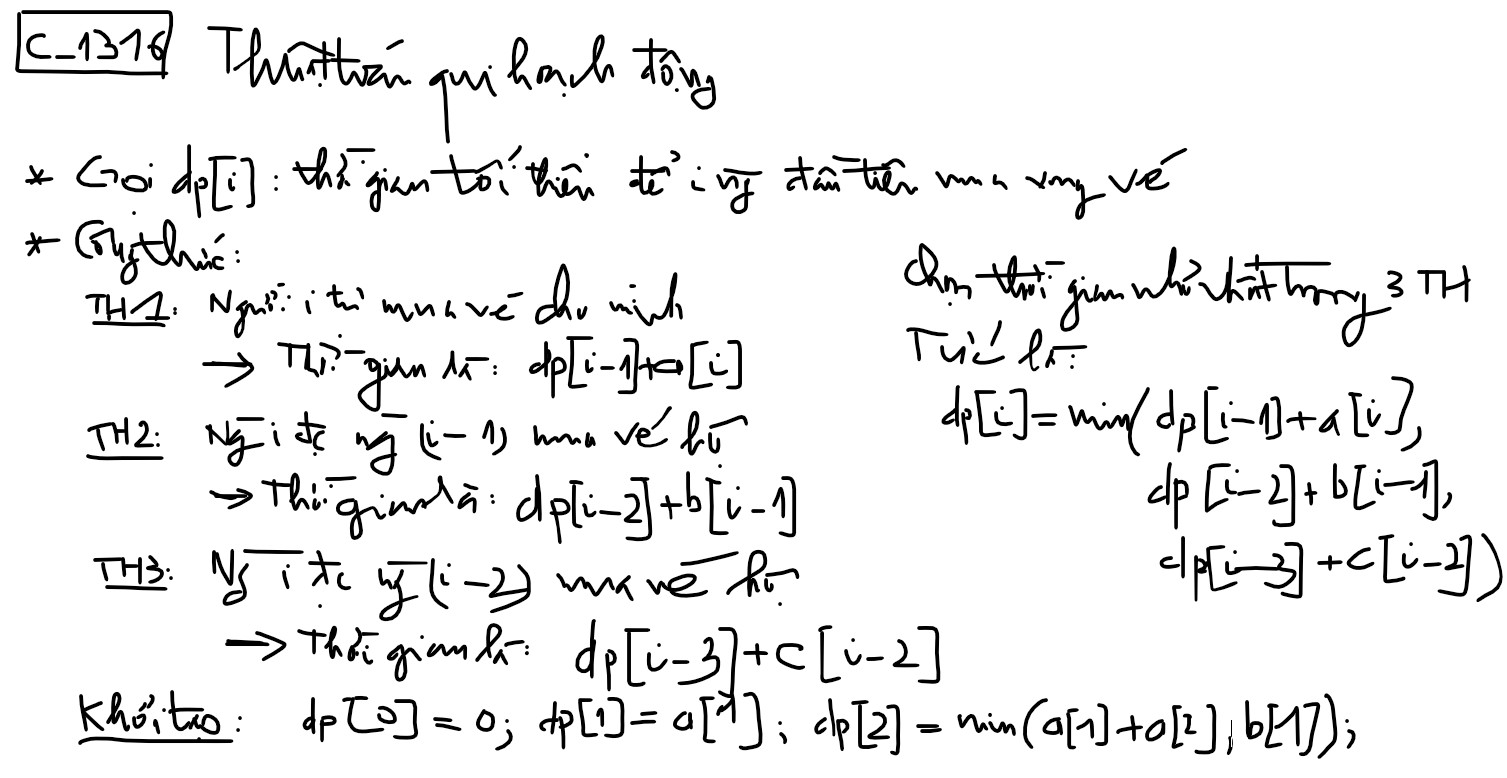 C_1316 Thuật toán qui hoạch động
* Gọi dp[i]: thời gian tối thiểu để i ng đầu tiên mua xong vé
* Công thức:
TH1: Người i tự mua vé cho mình
→ Thời gian là: dp[i-1]+a[i]
TH2: Ng i đc ng (i-1) mua vé hộ
→ Thời gian là: dp[i-2]+b[i-1]
TH3: Ng i đc ng (i-2) mua vé hộ
→ Thời gian là: dp[i-3]+c[i-2]
Chọn thời gian nhỏ nhất trong 3 TH
Tức là:
dp[i]=min(dp[i-1]+a[i],
dp[i-2]+b[i-1],
dp[i-3]+c[i-2])
Khởi tạo: dp[0]=0; dp[1]=a[1]; dp[2]=min(a[1]+a[2],b[1]);